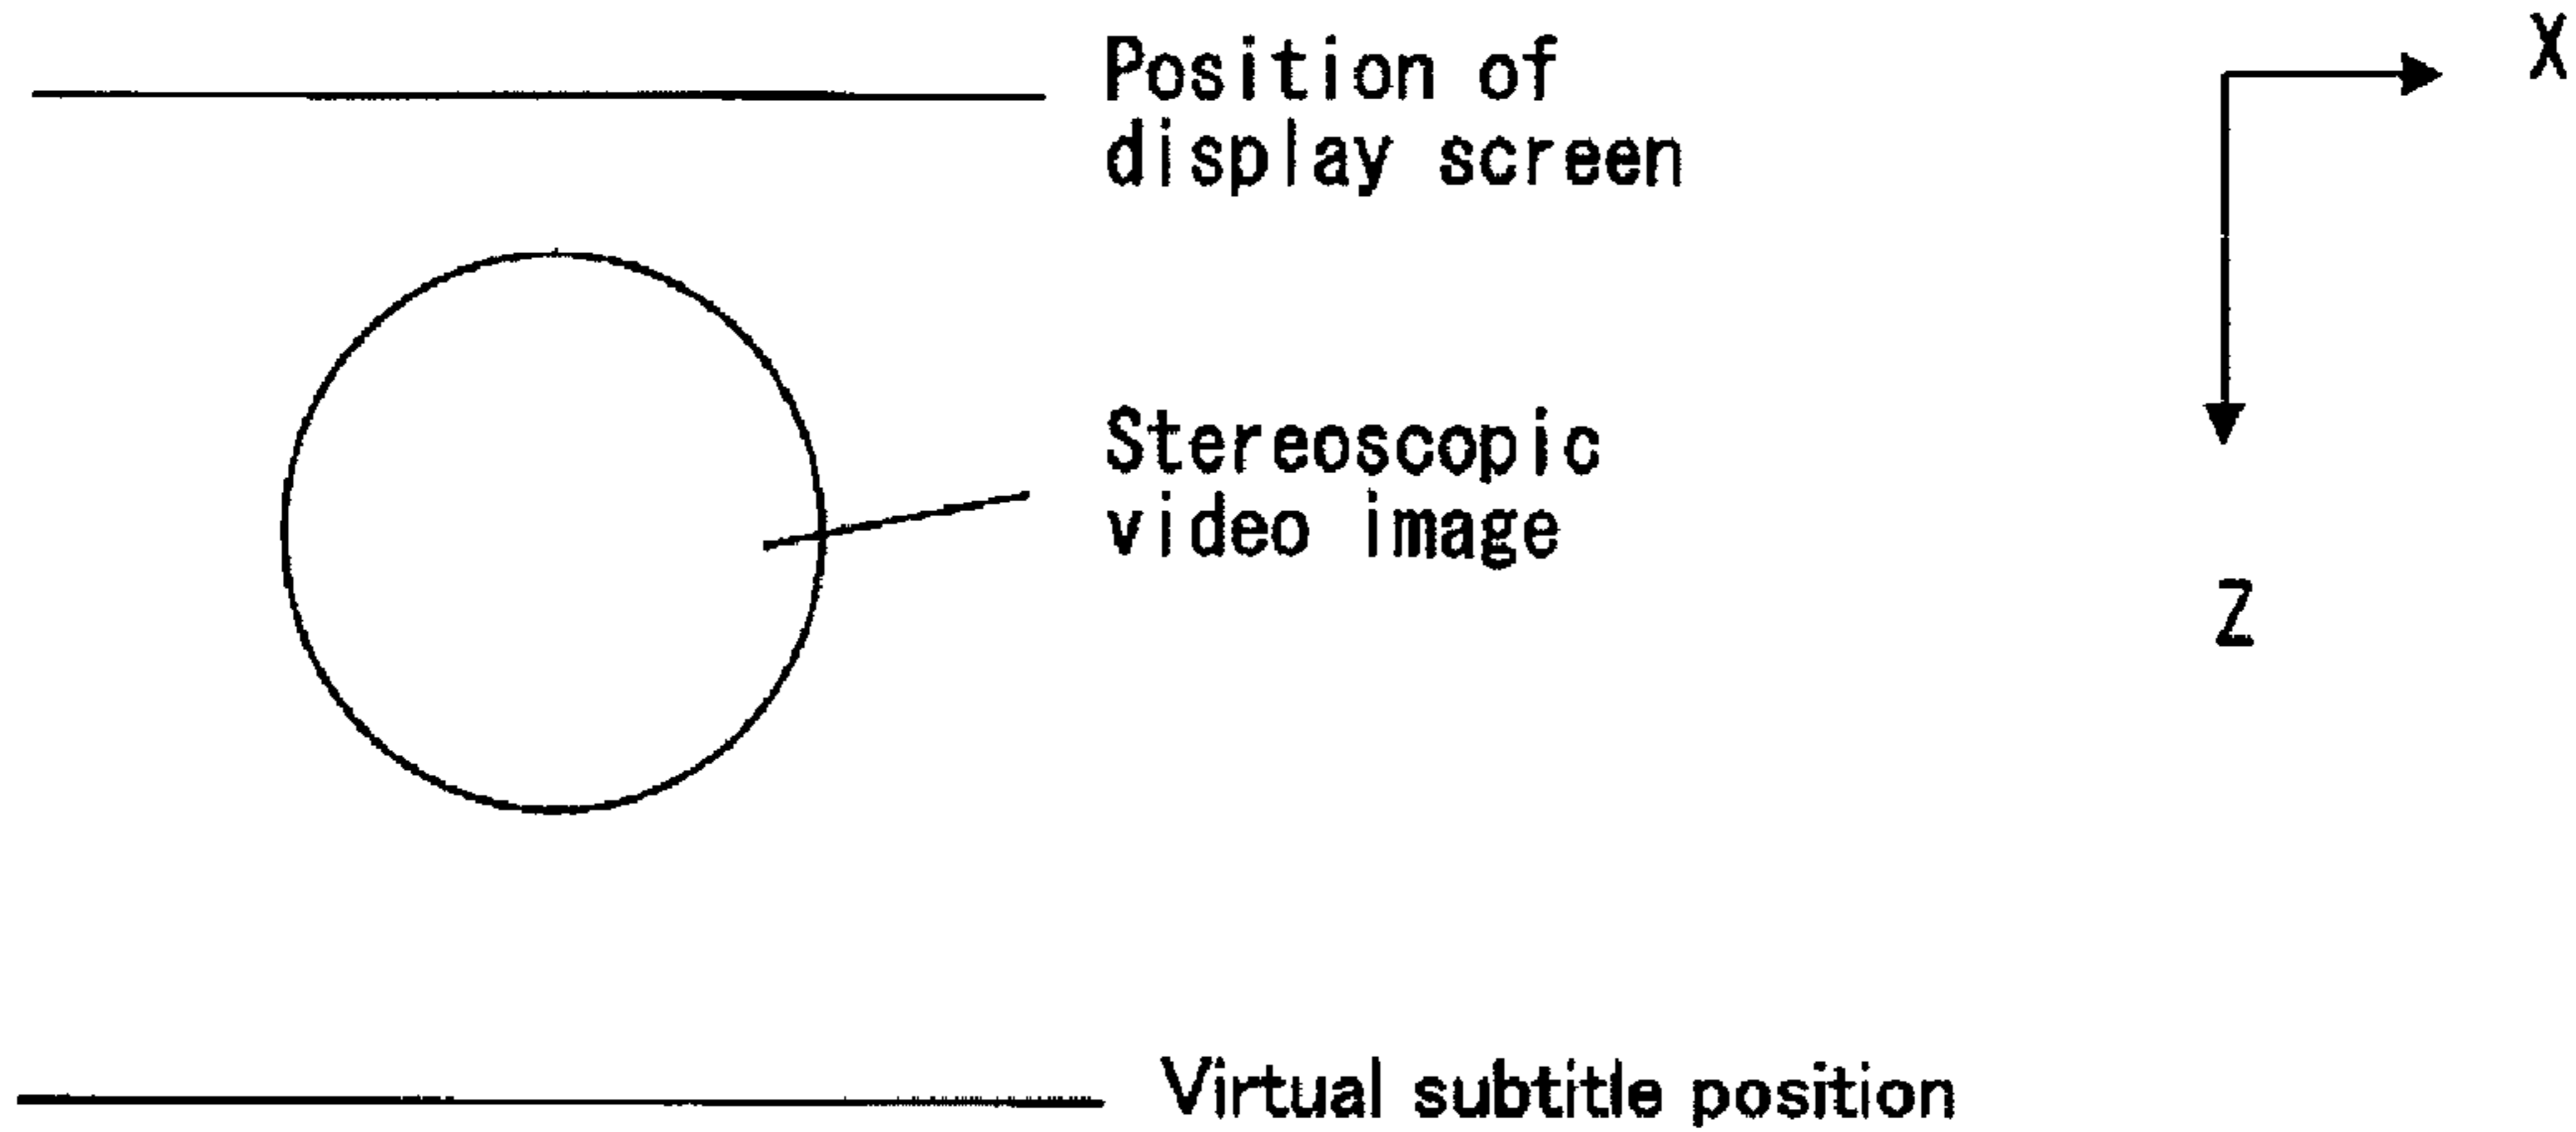 Position of
display screen
X
Stereoscopic
video image
Z
Virtual subtitle position